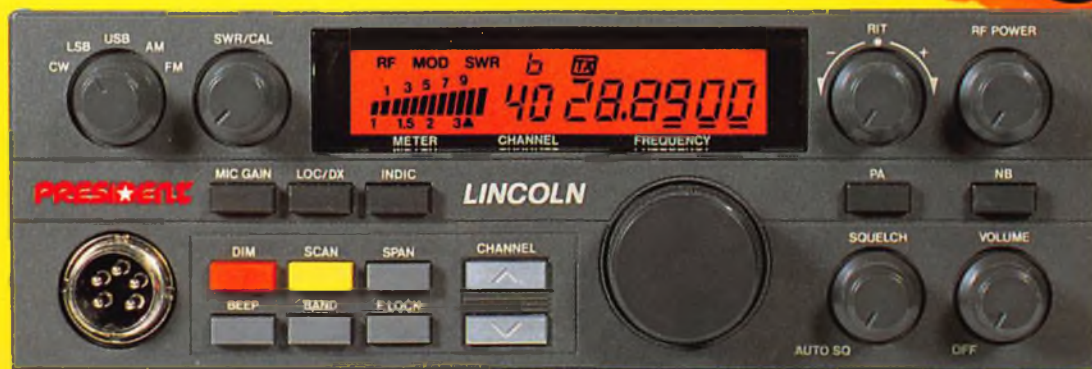 LSB USB AM
CW FM
SWR/CAL
RF MOD SWR b TX
1 3 5 7 9
40 28.8900
1 1.5 2 3▲
METER CHANNEL FREQUENCY
RIT
- +
RF POWER
PRESIDENT
MIC GAIN LOC/DX INDIC
LINCOLN
PA NB
DIM SCAN SPAN
BEEP BAND F.LOCK
CHANNEL
SQUELCH VOLUME
AUTO SQ OFF